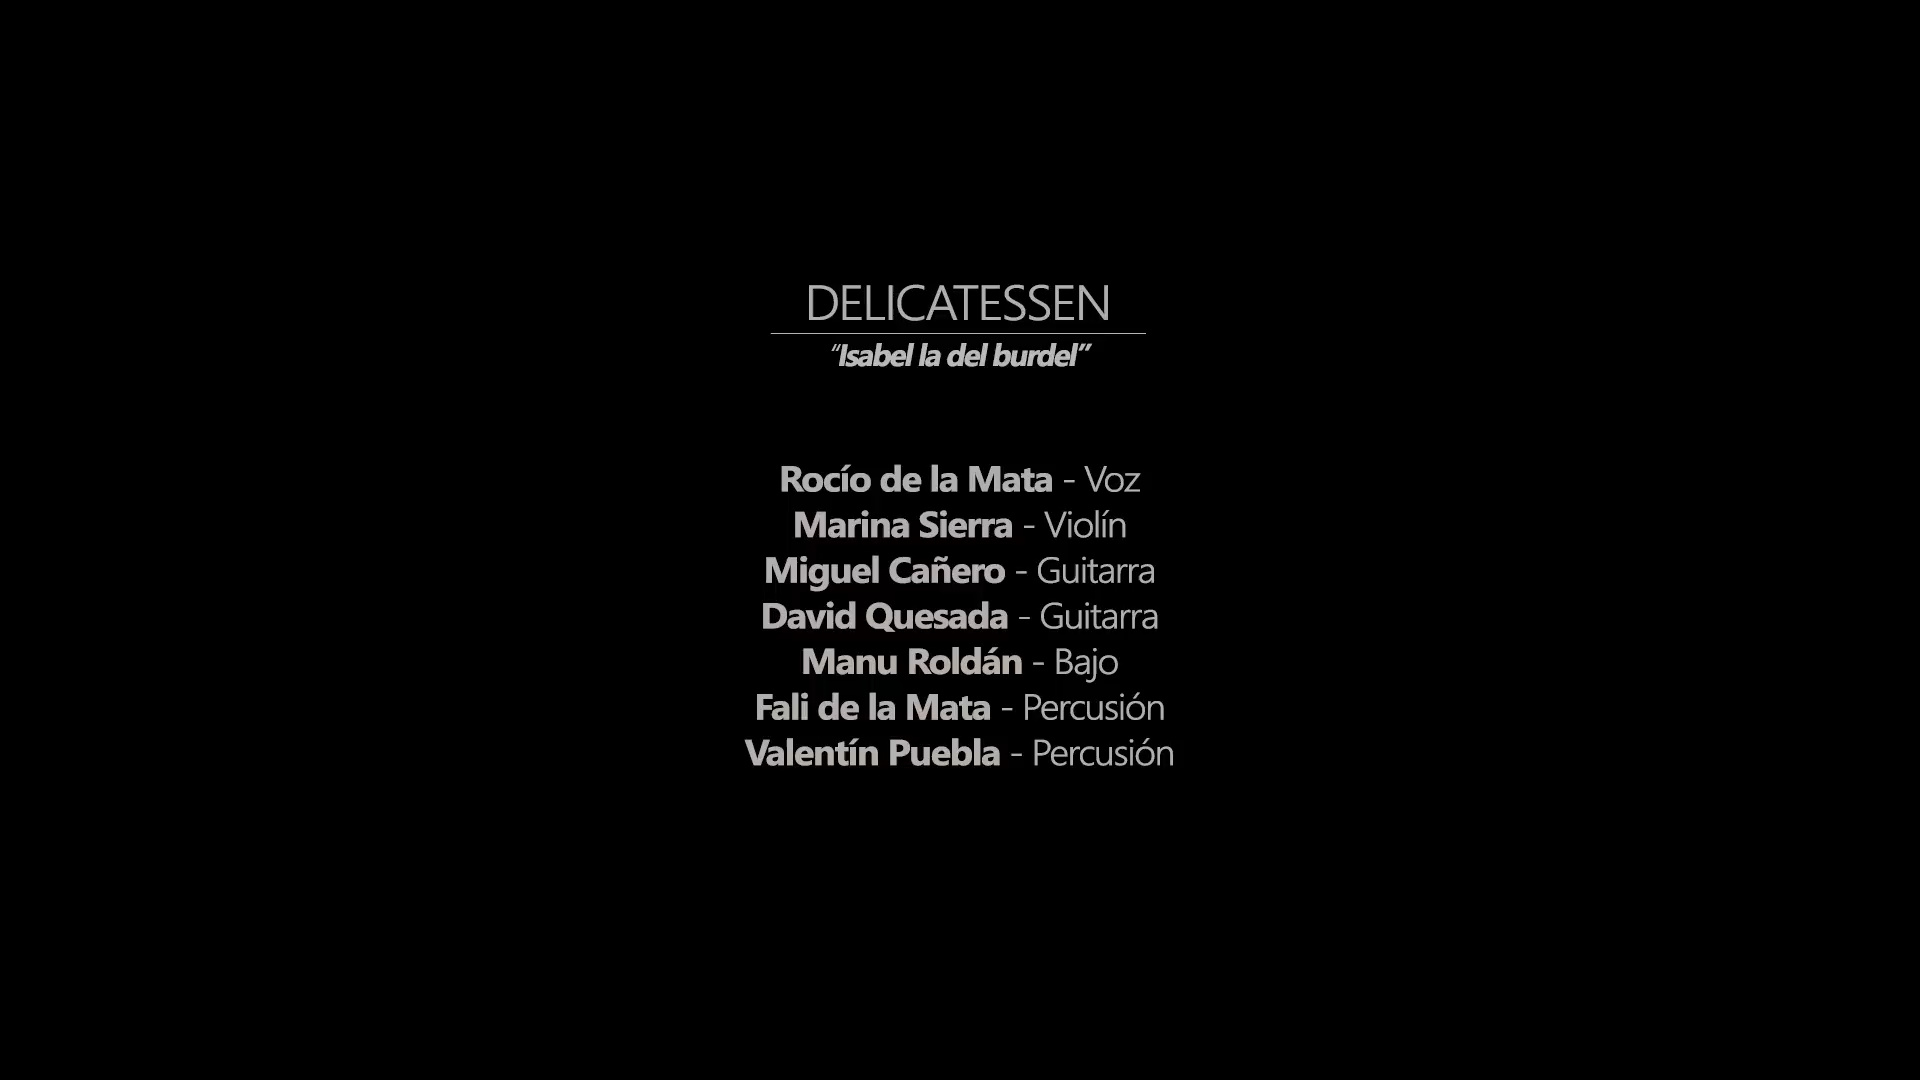 DELICATESSEN
“Isabel la del burdel”
Rocío de la Mata - Voz
Marina Sierra - Violín
Miguel Cañero - Guitarra
David Quesada - Guitarra
Manu Roldán - Bajo
Fali de la Mata - Percusión
Valentín Puebla - Percusión